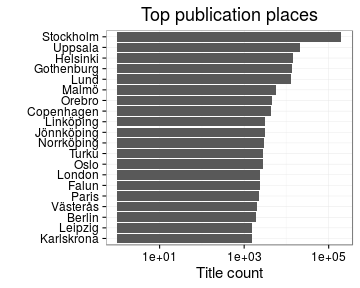 Top publication places
Stockholm
Uppsala
Helsinki
Gothenburg
Lund
Malmö
Orebro
Copenhagen
Linköping
Jönnköping
Norrköping
Turku
Oslo
London
Falun
Paris
Västerås
Berlin
Leipzig
Karlskrona
1e+01 1e+03 1e+05
Title count